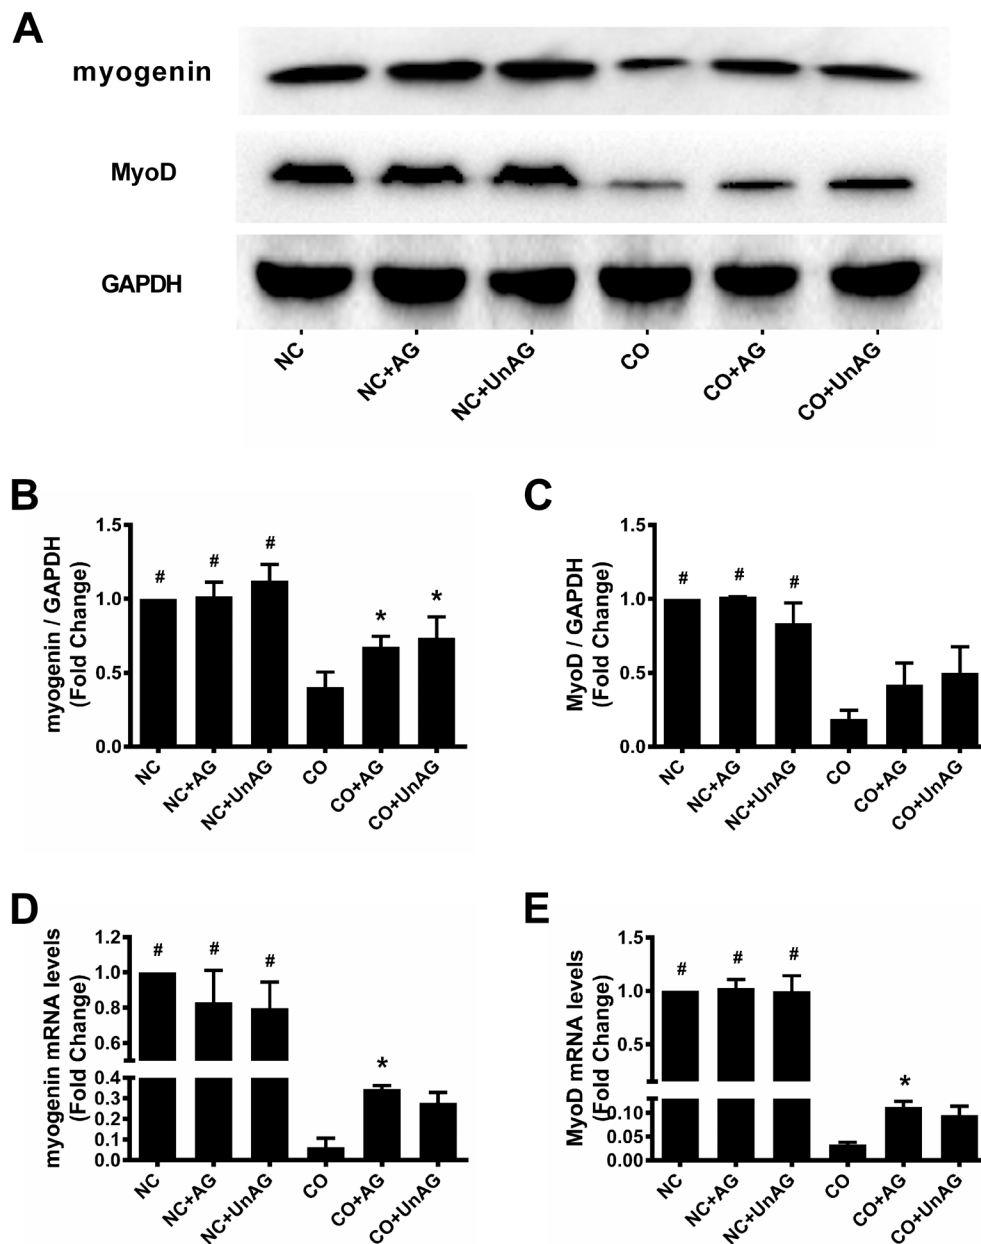 A
myogenin
MyoD
GAPDH
NC
NC+AG
NC+UnAG
CO
CO+AG
CO+UnAG
B
myogenin / GAPDH
(Fold Change)
1.5
1.0
0.5
0.0
#
#
#
*
*
NC
NC+AG
NC+UnAG
CO
CO+AG
CO+UnAG
C
MyoD / GAPDH
(Fold Change)
1.5
1.0
0.5
0.0
#
#
#
NC
NC+AG
NC+UnAG
CO
CO+AG
CO+UnAG
D
myogenin mRNA levels
(Fold Change)
1.2
1.0
0.8
0.6
0.4
0.3
0.2
0.1
0.0
#
#
#
*
NC
NC+AG
NC+UnAG
CO
CO+AG
CO+UnAG
E
MyoD mRNA levels
(Fold Change)
1.5
1.0
0.5
0.10
0.05
0.00
#
#
#
*
NC
NC+AG
NC+UnAG
CO
CO+AG
CO+UnAG